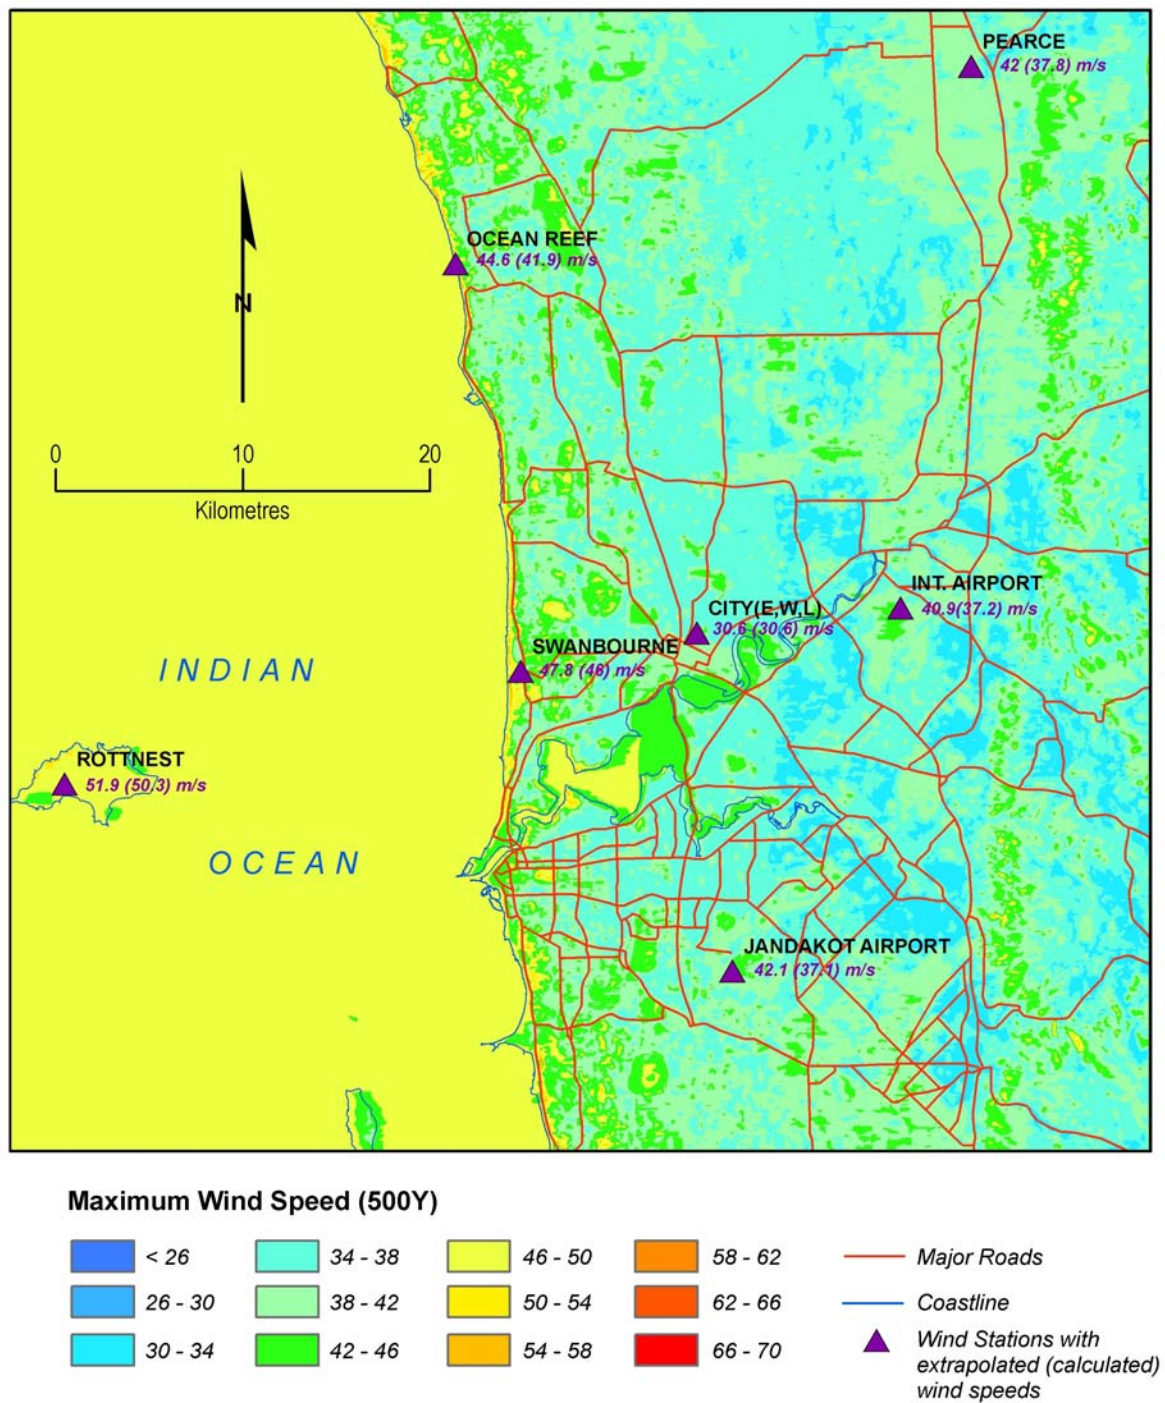 PEARCE
42 (37.8) m/s
OCEAN REEF
44.6 (41.9) m/s
N
0 10 20
Kilometres
INT. AIRPORT
40.9(37.2) m/s
CITY(E,W,L)
30.6 (30.6) m/s
SWANBOURNE
47.8 (46) m/s
INDIAN
ROTTNEST
51.9 (50.3) m/s
OCEAN
JANDAKOT AIRPORT
42.1 (37.1) m/s
Maximum Wind Speed (500Y)
< 26
26 - 30
30 - 34
34 - 38
38 - 42
42 - 46
46 - 50
50 - 54
54 - 58
58 - 62
62 - 66
66 - 70
Major Roads
Coastline
Wind Stations with
extrapolated (calculated)
wind speeds